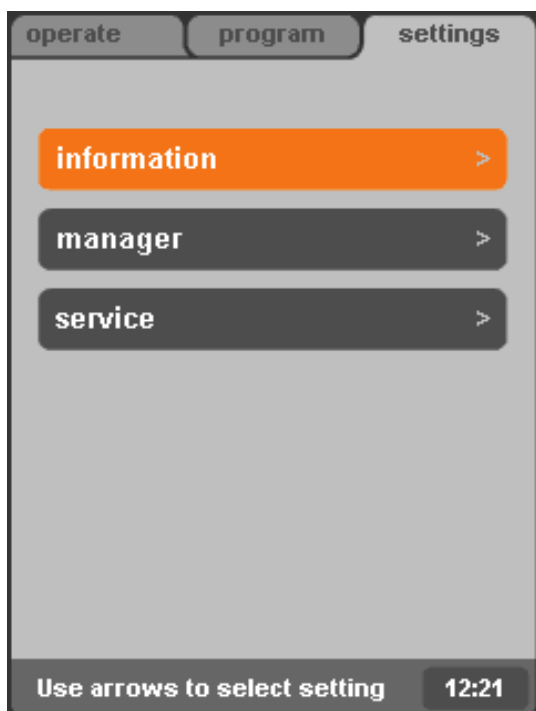 operate program settings
information >
manager >
service >
Use arrows to select setting 12:21